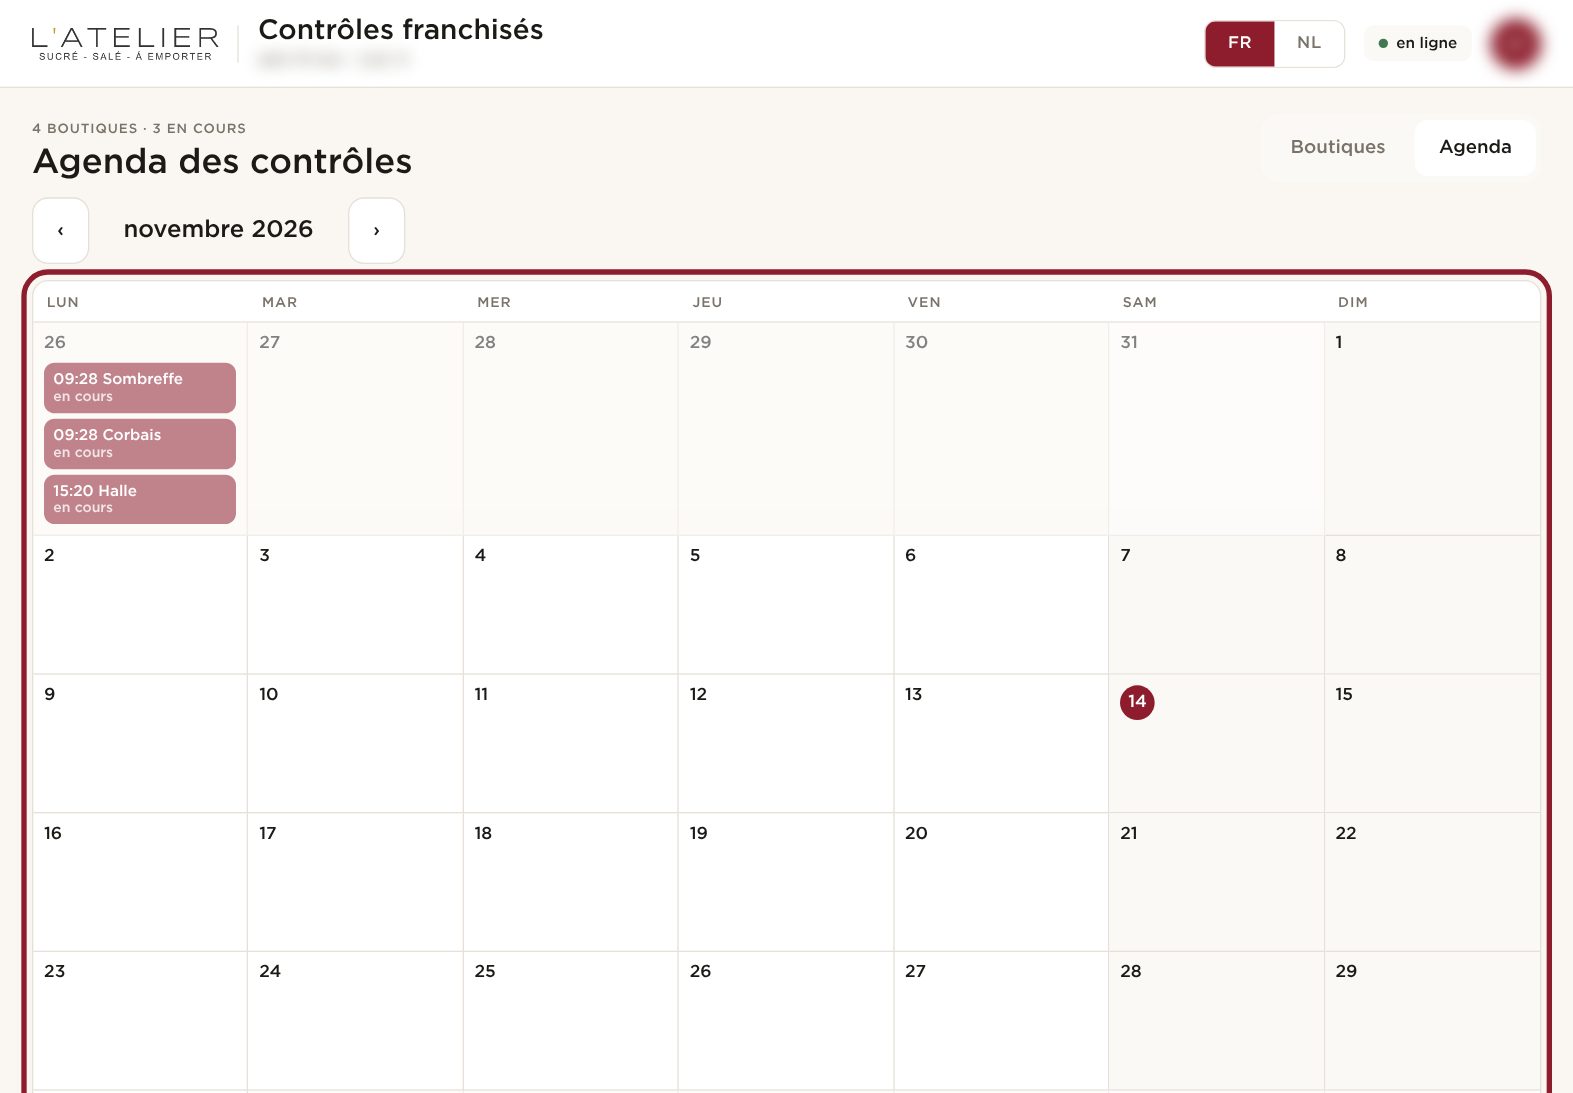 L'ATELIER
SUCRÉ - SALÉ - À EMPORTER
Contrôles franchisés
FR
NL
en ligne
4 BOUTIQUES · 3 EN COURS
Agenda des contrôles
Boutiques
Agenda
‹
novembre 2026
›
LUN MAR MER JEU VEN SAM DIM
26 27 28 29 30 31 1
09:28 Sombreffe
en cours
09:28 Corbais
en cours
15:20 Halle
en cours
2 3 4 5 6 7 8
9 10 11 12 13 14 15
16 17 18 19 20 21 22
23 24 25 26 27 28 29